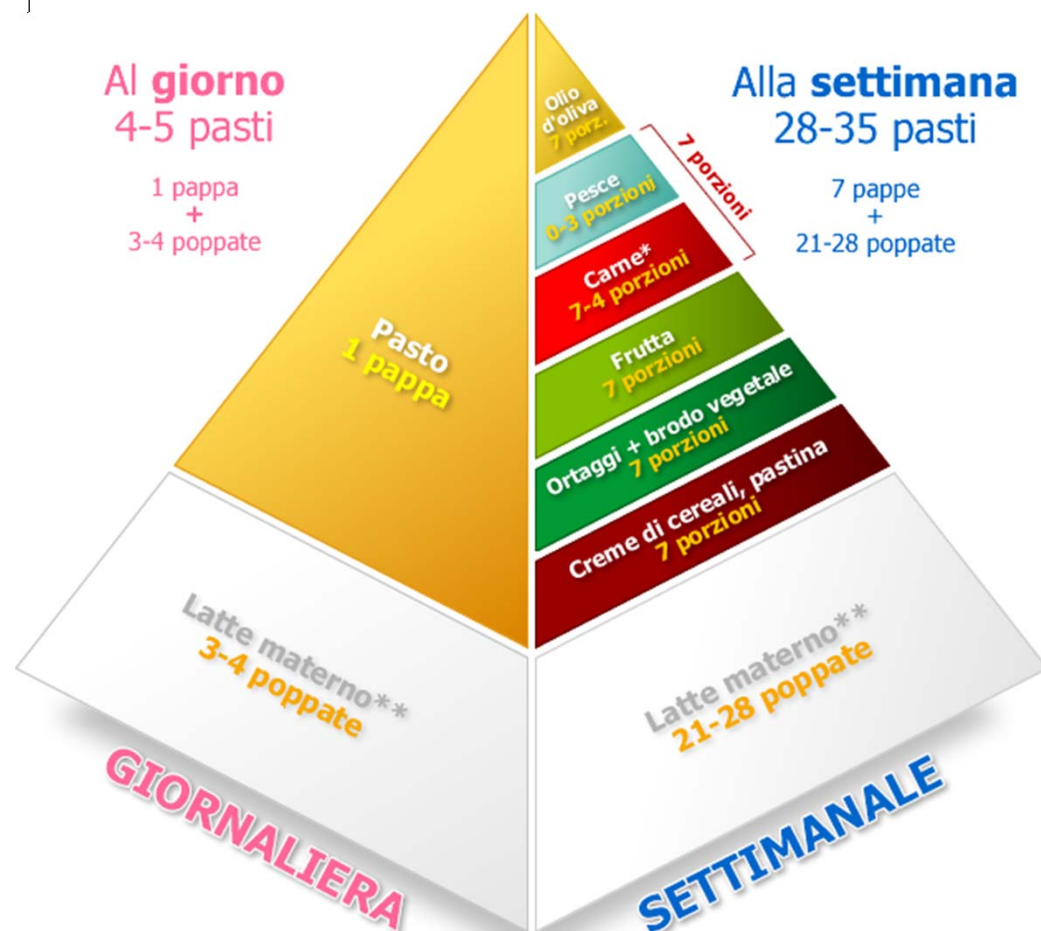 Al giorno
4-5 pasti
1 pappa
+
3-4 poppate
Alla settimana
28-35 pasti
7 pappe
+
21-28 poppate
Olio
d'oliva
7 porz.
7 porzioni
Pesce
0-3 porzioni
Carne*
7-4 porzioni
Frutta
7 porzioni
Ortaggi + brodo vegetale
7 porzioni
Creme di cereali, pastina
7 porzioni
Pasto
1 pappa
Latte materno**
3-4 poppate
Latte materno**
21-28 poppate
GIORNALIERA
SETTIMANALE